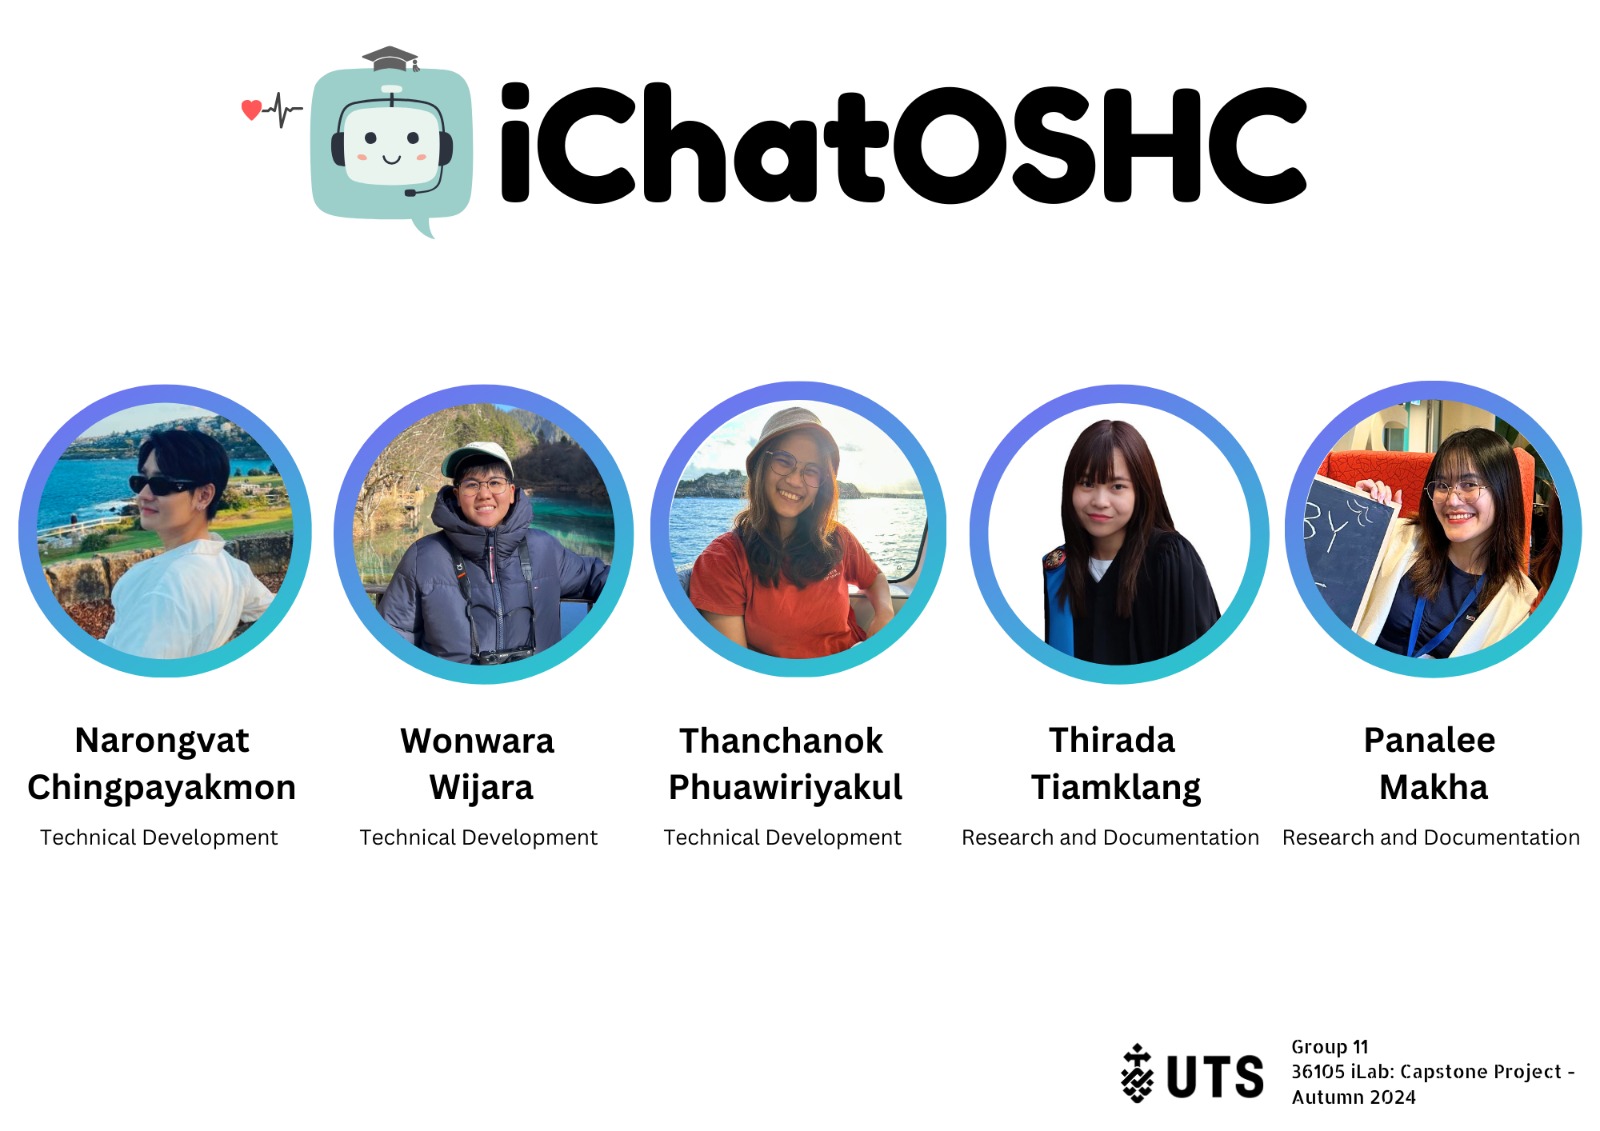 iChatOSHC
BY
Narongvat
Chingpayakmon
Technical Development
Wonwara
Wijara
Technical Development
Thanchanok
Phuawiriyakul
Technical Development
Thirada
Tiamklang
Research and Documentation
Panalee
Makha
Research and Documentation
UTS
Group 11
36105 iLab: Capstone Project -
Autumn 2024